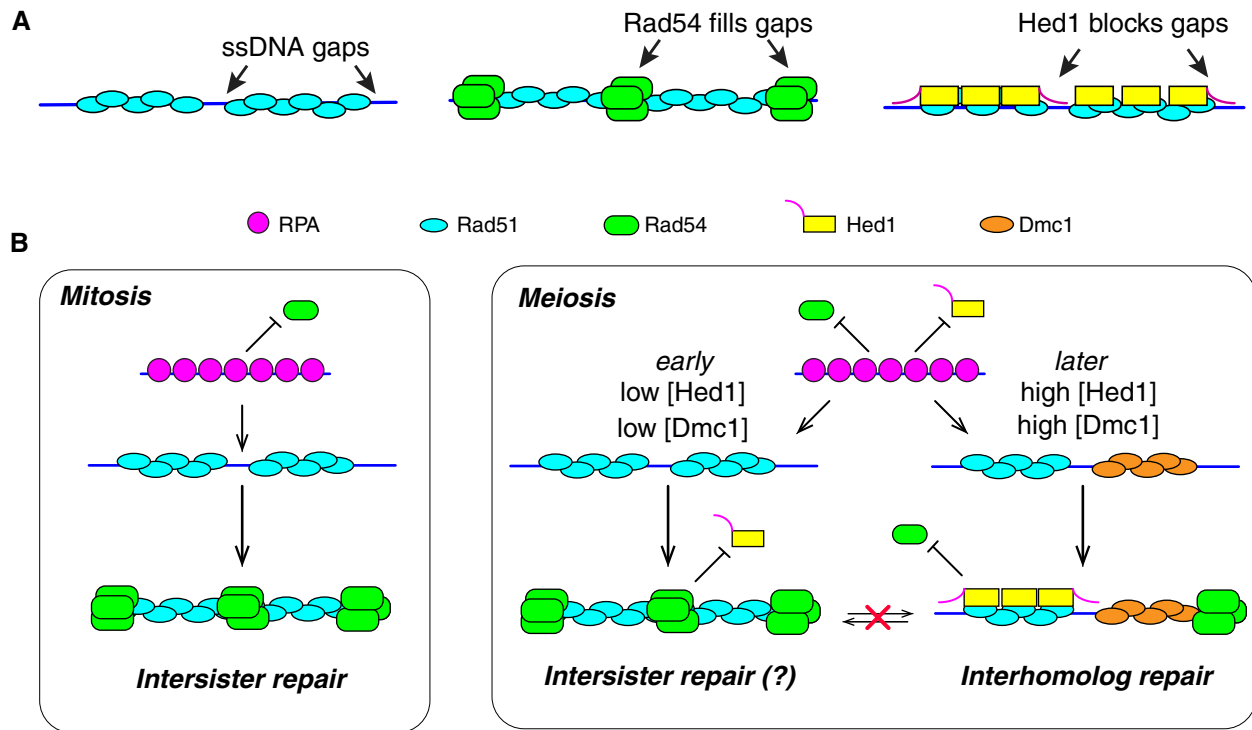 A
ssDNA gaps
Rad54 fills gaps
Hed1 blocks gaps
RPA
Rad51
Rad54
Hed1
Dmc1
B
Mitosis
Intersister repair
Meiosis
early
low [Hed1]
low [Dmc1]
later
high [Hed1]
high [Dmc1]
Intersister repair (?)
Interhomolog repair